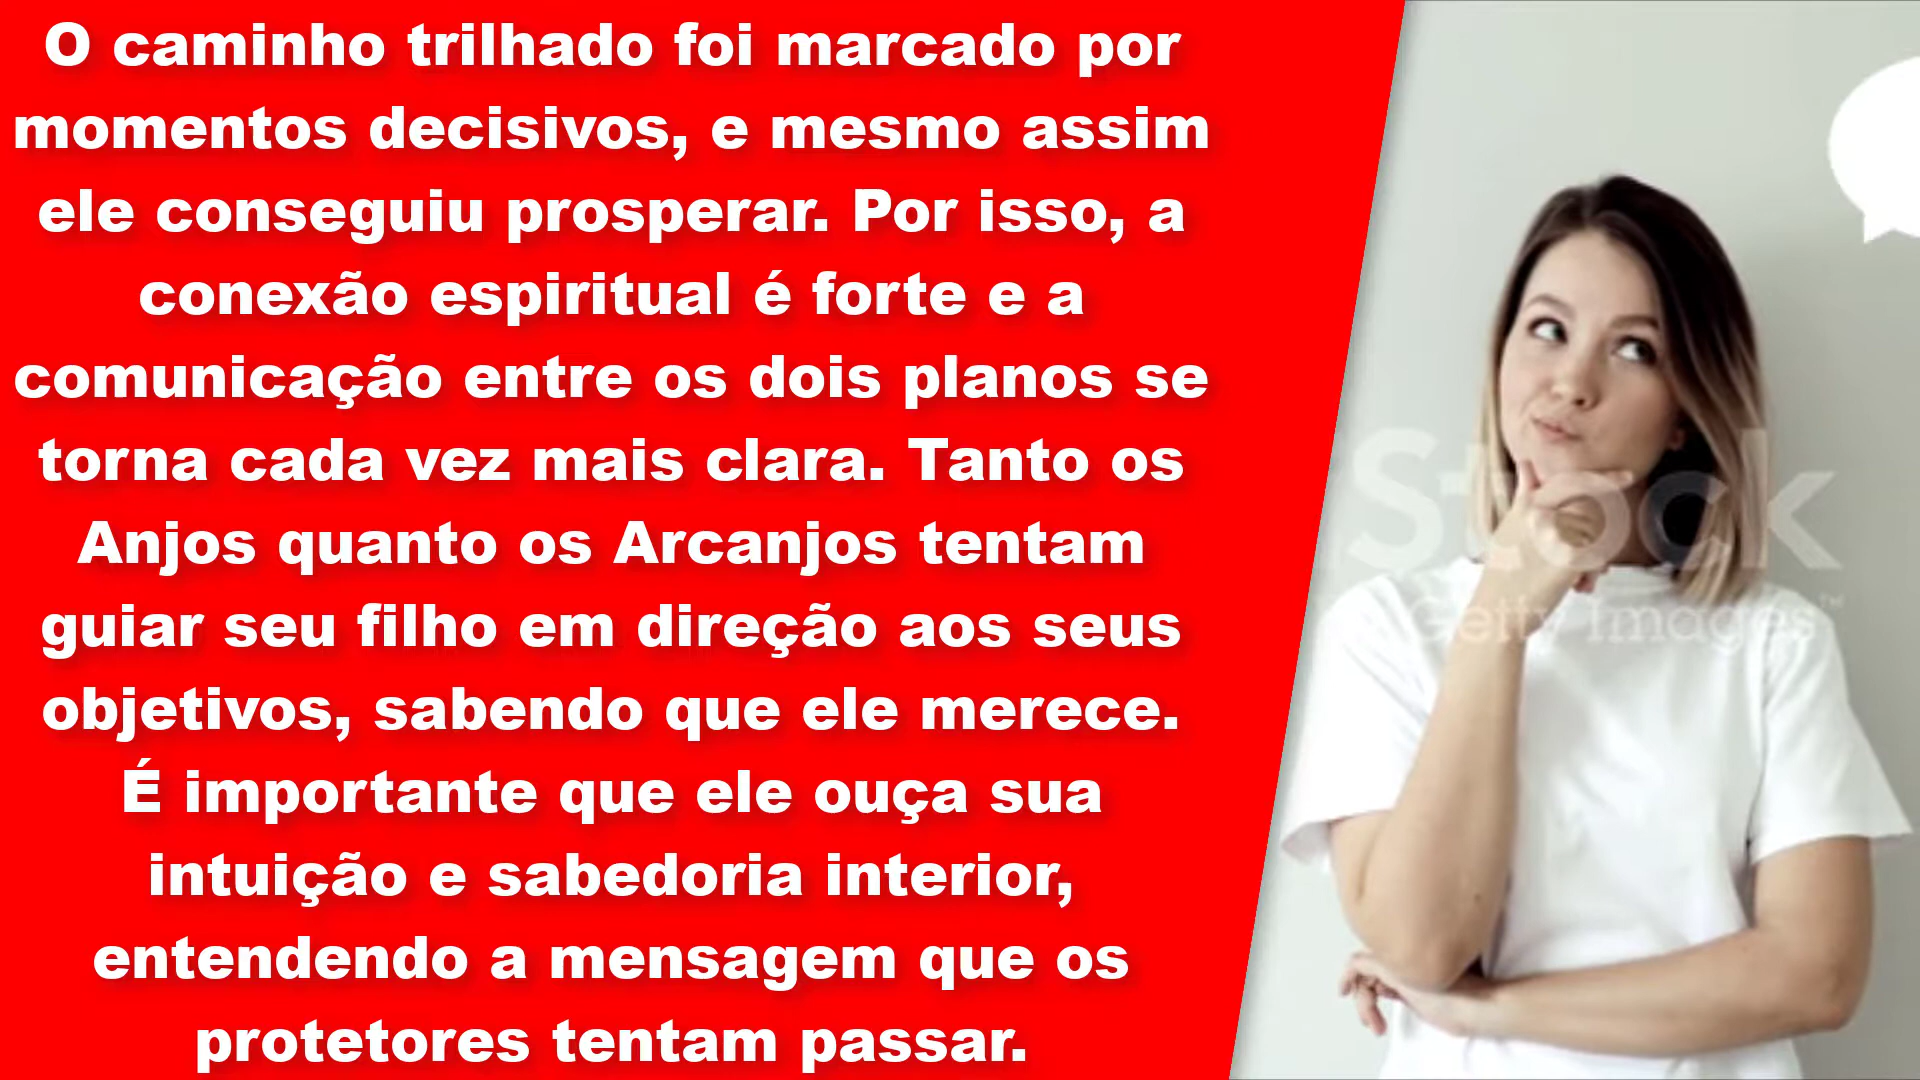 O caminho trilhado foi marcado por
momentos decisivos, e mesmo assim
ele conseguiu prosperar. Por isso, a
conexão espiritual é forte e a
comunicação entre os dois planos se
torna cada vez mais clara. Tanto os
Anjos quanto os Arcanjos tentam
guiar seu filho em direção aos seus
objetivos, sabendo que ele merece.
É importante que ele ouça sua
intuição e sabedoria interior,
entendendo a mensagem que os
protetores tentam passar.
iStock
Getty Images™